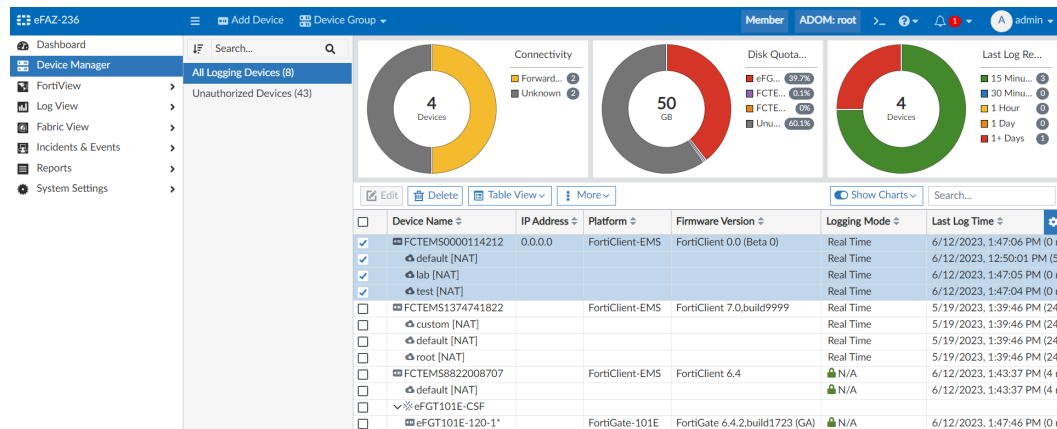 eFAZ-236
Add Device
Device Group
Member
ADOM: root
>_
?
1
A
admin
Dashboard
Device Manager
FortiView
Log View
Fabric View
Incidents & Events
Reports
System Settings
Search...
All Logging Devices (8)
Unauthorized Devices (43)
4
Devices
Connectivity
Forward... 2
Unknown 2
50
GB
Disk Quota...
eFG... 39.7%
FCTE... 0.1%
FCTE... 0%
Unu... 60.1%
4
Devices
Last Log Re...
15 Minu... 3
30 Minu... 0
1 Hour 0
1 Day 0
1+ Days 1
Edit Delete Table View More Show Charts Search...
Device Name IP Address Platform Firmware Version Logging Mode Last Log Time
FCTEMS0000114212 0.0.0.0 FortiClient-EMS FortiClient 0.0 (Beta 0) Real Time 6/12/2023, 1:47:06 PM (0
default [NAT] Real Time 6/12/2023, 12:50:01 PM (5
lab [NAT] Real Time 6/12/2023, 1:47:05 PM (0
test [NAT] Real Time 6/12/2023, 1:47:04 PM (0
FCTEMS1374741822 FortiClient-EMS FortiClient 7.0,build9999 Real Time 5/19/2023, 1:39:46 PM (24
custom [NAT] Real Time 5/19/2023, 1:39:46 PM (24
default [NAT] Real Time 5/19/2023, 1:39:46 PM (24
root [NAT] Real Time 5/19/2023, 1:39:46 PM (24
FCTEMS8822008707 FortiClient-EMS FortiClient 6.4 N/A 6/12/2023, 1:43:37 PM (4
default [NAT] N/A 6/12/2023, 1:43:37 PM (4
eFGT101E-CSF
eFGT101E-120-1* FortiGate-101E FortiGate 6.4.2,build1723 (GA) N/A 6/12/2023, 1:47:46 PM (0